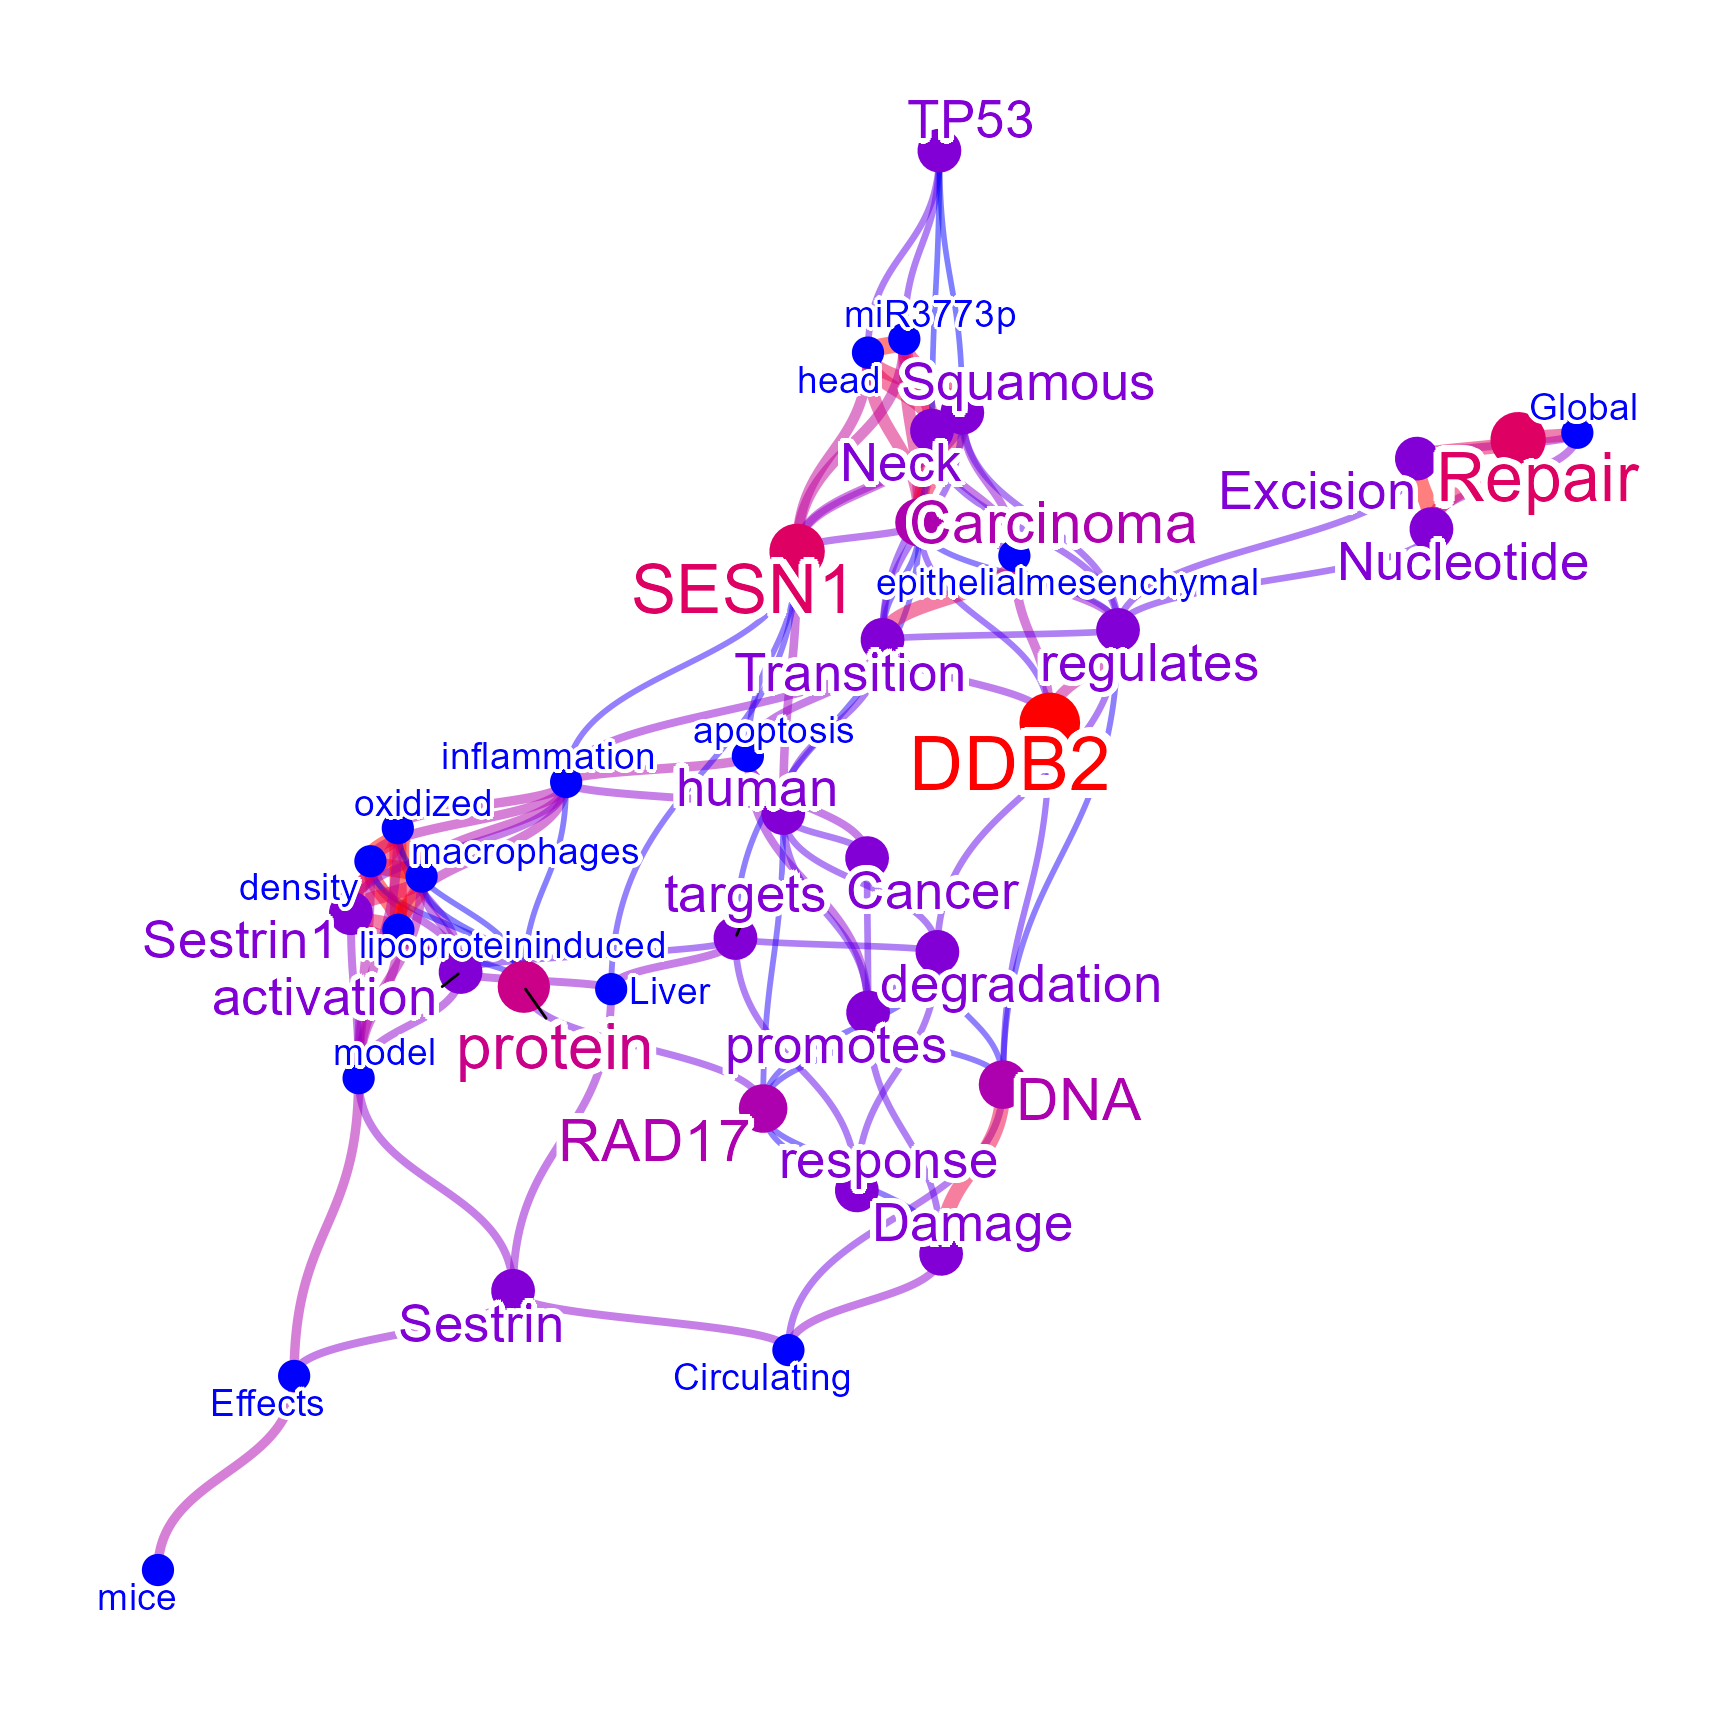 TP53
miR3773p
head
Squamous
Global
Neck
Excision
Repair
Carcinoma
Nucleotide
epithelialmesenchymal
SESN1
Transition
regulates
apoptosis
inflammation
DDB2
human
oxidized
macrophages
density
targets
Cancer
Sestrin1
lipoproteininduced
activation
Liver
degradation
protein
model
promotes
RAD17
DNA
response
Damage
Sestrin
Circulating
Effects
mice